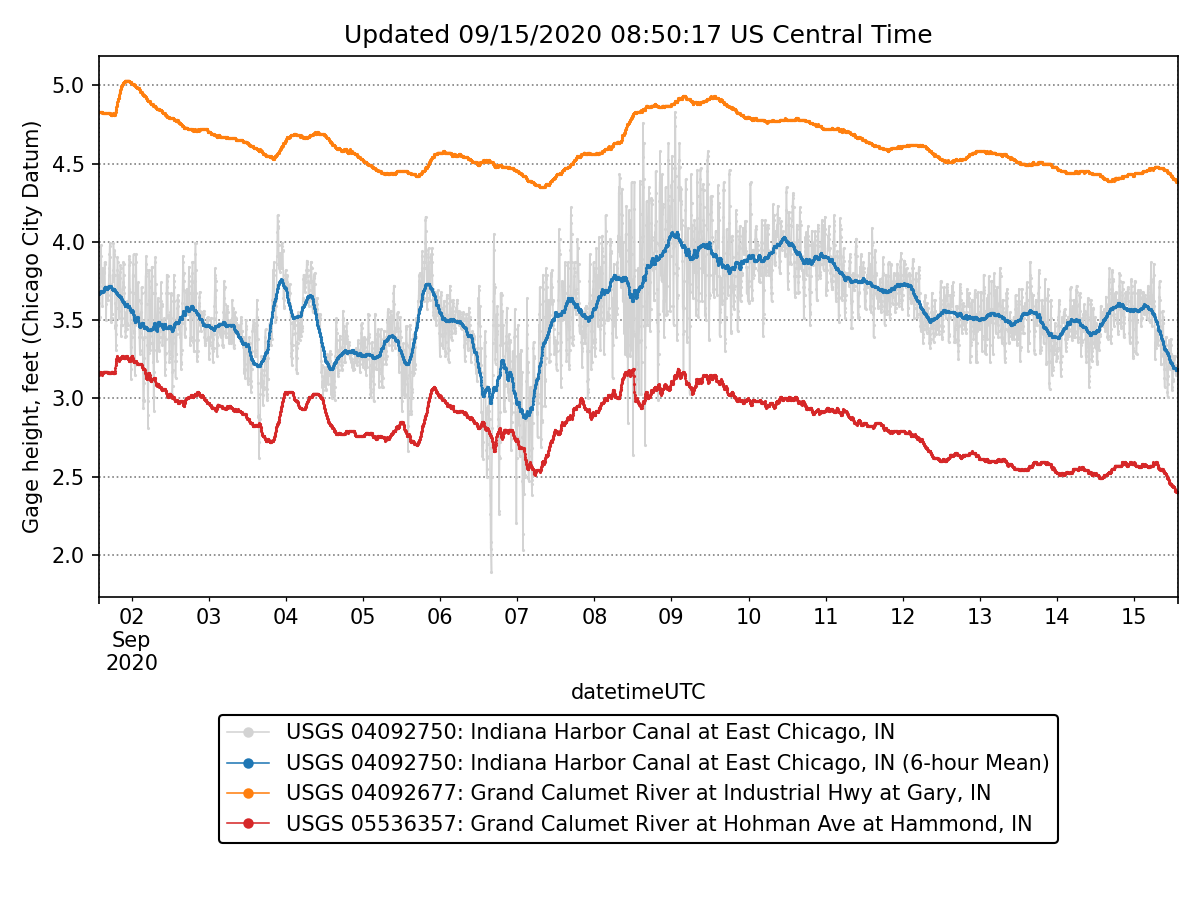 Updated 09/15/2020 08:50:17 US Central Time
Gage height, feet (Chicago City Datum)
5.0
4.5
4.0
3.5
3.0
2.5
2.0
02 03 04 05 06 07 08 09 10 11 12 13 14 15
Sep
2020
datetimeUTC
USGS 04092750: Indiana Harbor Canal at East Chicago, IN
USGS 04092750: Indiana Harbor Canal at East Chicago, IN (6-hour Mean)
USGS 04092677: Grand Calumet River at Industrial Hwy at Gary, IN
USGS 05536357: Grand Calumet River at Hohman Ave at Hammond, IN